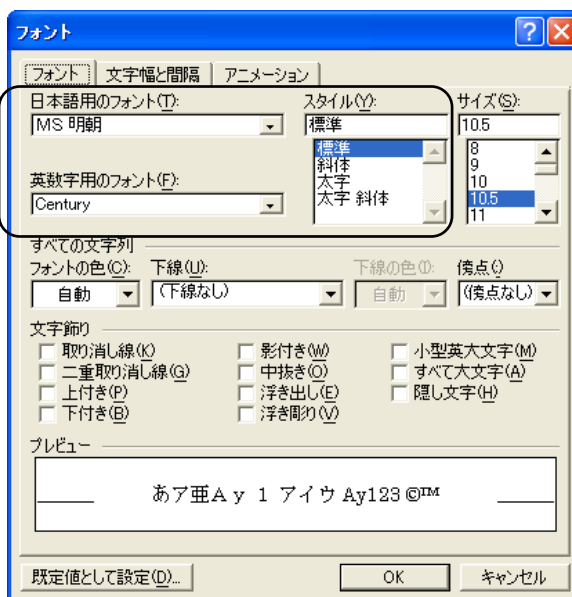 フォント
フォント 文字幅と間隔 アニメーション
日本語用のフォント(T): スタイル(Y): サイズ(S):
MS 明朝 標準 10.5
標準 8
斜体 9
太字 10
太字 斜体 10.5
11
英数字用のフォント(F):
Century
すべての文字列
フォントの色(C): 下線(U): 下線の色(I): 傍点(·)
自動 (下線なし) 自動 (傍点なし)
文字飾り
取り消し線(K) 影付き(W) 小型英大文字(M)
二重取り消し線(G) 中抜き(O) すべて大文字(A)
上付き(P) 浮き出し(E) 隠し文字(H)
下付き(B) 浮き彫り(V)
プレビュー
あア亜Ａｙ １ アイウ Ay123 ©™
既定値として設定(D)... OK キャンセル